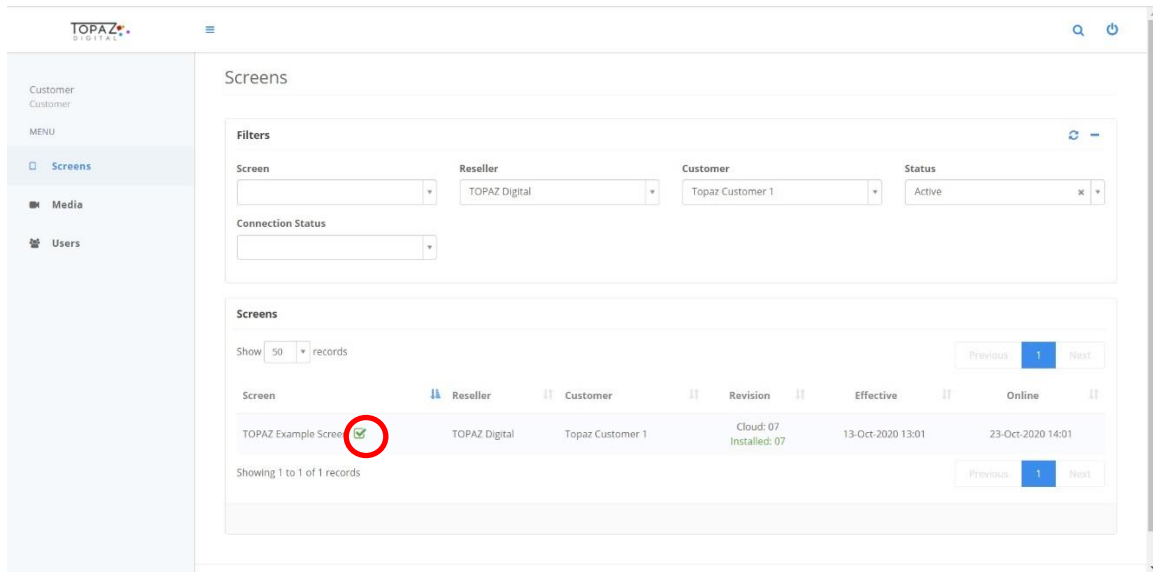 TOPAZ
DIGITAL
Customer
Customer
MENU
Screens
Media
Users
Screens
Filters
Screen Reseller Customer Status
TOPAZ Digital Topaz Customer 1 Active
Connection Status
Screens
Show 50 records
Previous 1 Next
Screen Reseller Customer Revision Effective Online
TOPAZ Example Screen TOPAZ Digital Topaz Customer 1 Cloud: 07 13-Oct-2020 13:01 23-Oct-2020 14:01
Installed: 07
Showing 1 to 1 of 1 records
Previous 1 Next